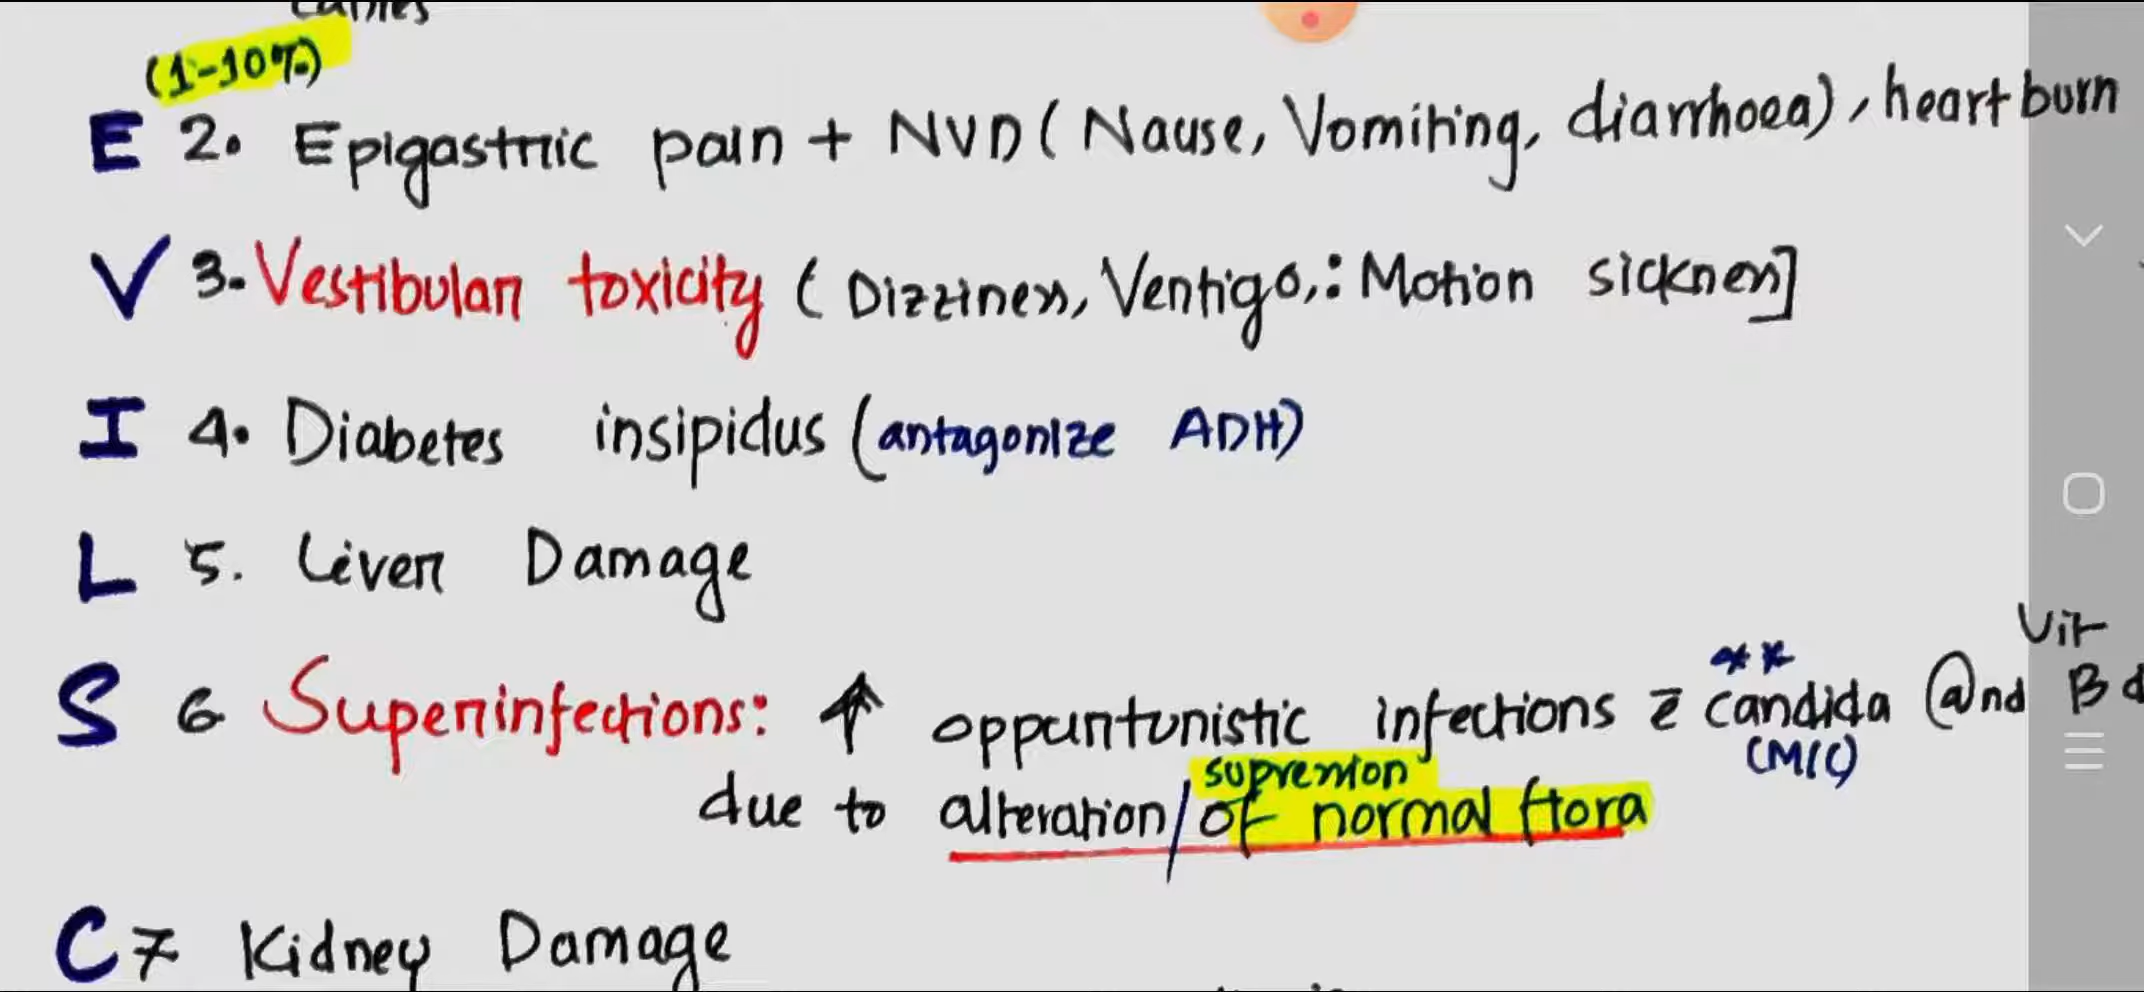 (1-10%)
E 2. Epigastric pain + NVD (Nause, Vomiting, diarrhoea), heart burn
V 3. Vestibular toxicity ( Dizziness, Vertigo,: Motion sickness]
I 4. Diabetes insipidus (antagonize ADH)
L 5. Liver Damage
Vit
S 6 Superinfections: ↑ oppurtunistic infections c̄ candida @nd B
**
(M/C)
supression
due to alteration/of normal flora
C 7 Kidney Damage